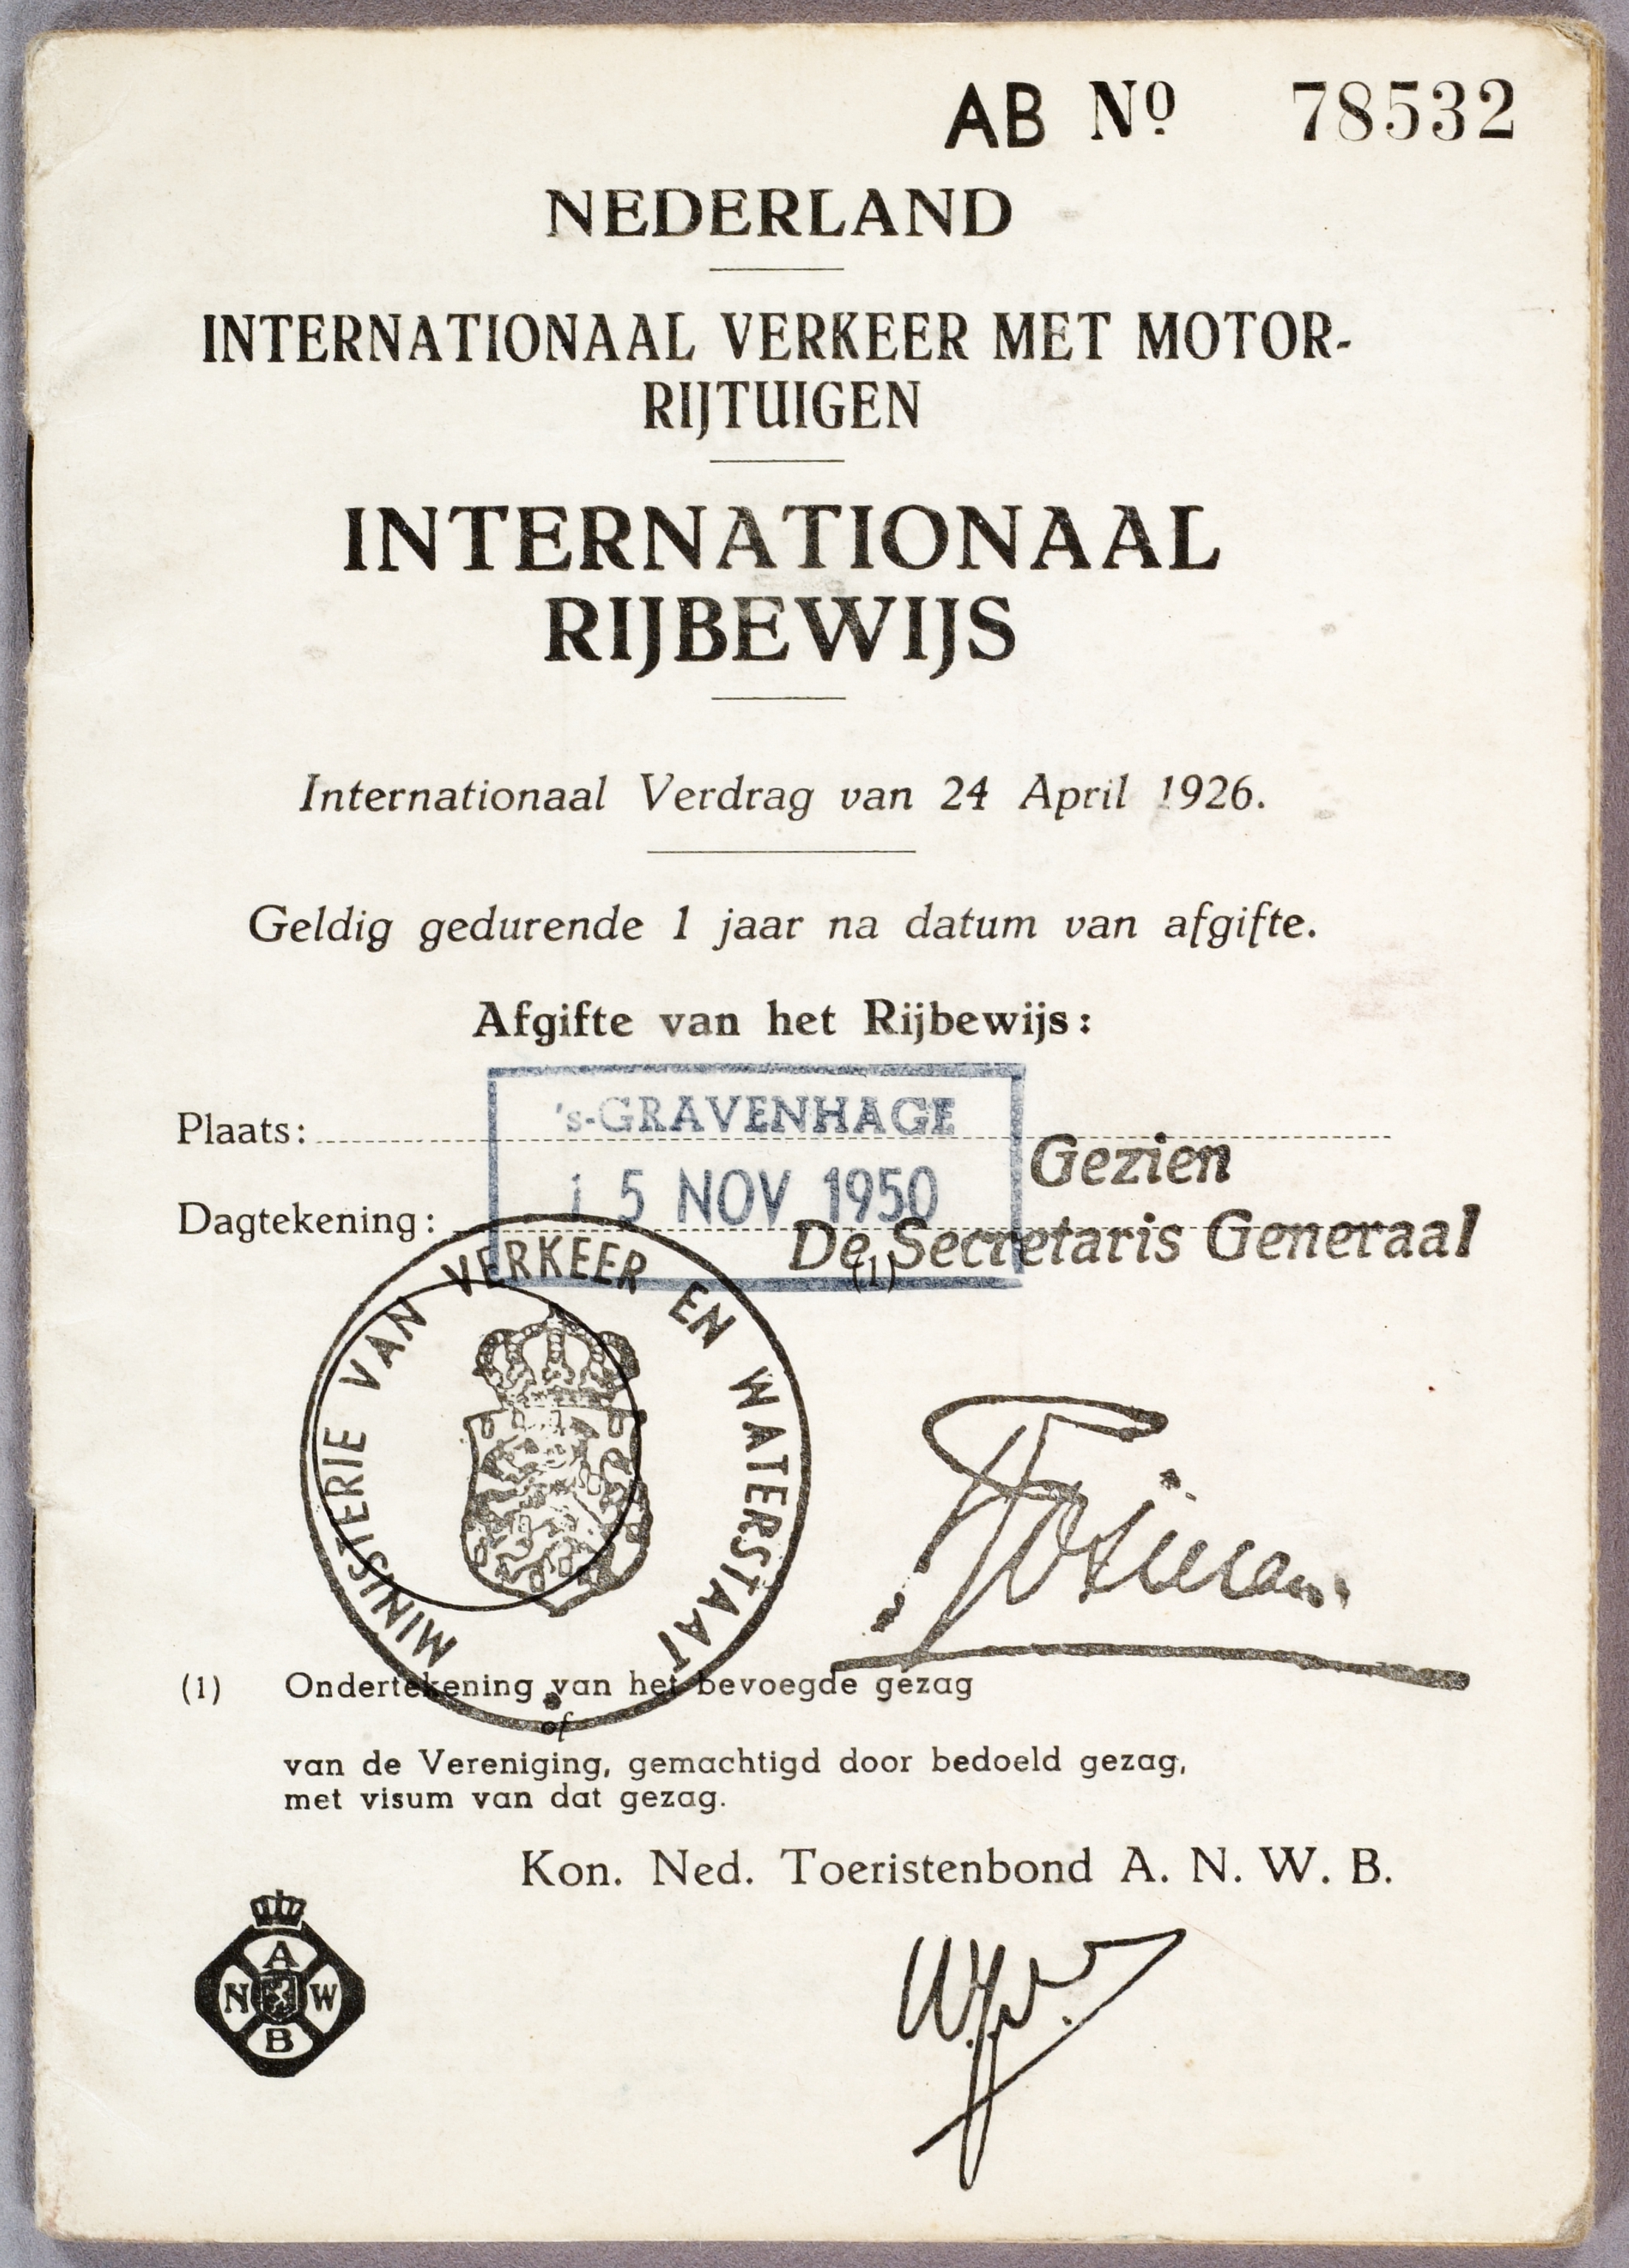 AB Nº 78532
NEDERLAND
INTERNATIONAAL VERKEER MET MOTOR-
RIJTUIGEN
INTERNATIONAAL
RIJBEWIJS
Internationaal Verdrag van 24 April 1926.
Geldig gedurende 1 jaar na datum van afgifte.
Afgifte van het Rijbewijs:
Plaats: 's-GRAVENHAGE
Gezien
Dagtekening: 15 NOV 1950
De Secretaris Generaal
(1)
MINISTERIE VAN VERKEER EN WATERSTAAT
(1) Ondertekening van het bevoegde gezag
of
van de Vereniging, gemachtigd door bedoeld gezag,
met visum van dat gezag.
Kon. Ned. Toeristenbond A. N. W. B.
A
N W
B